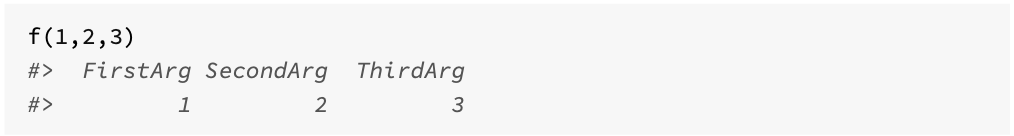 f(1,2,3)
#>  FirstArg SecondArg  ThirdArg
#>         1         2         3